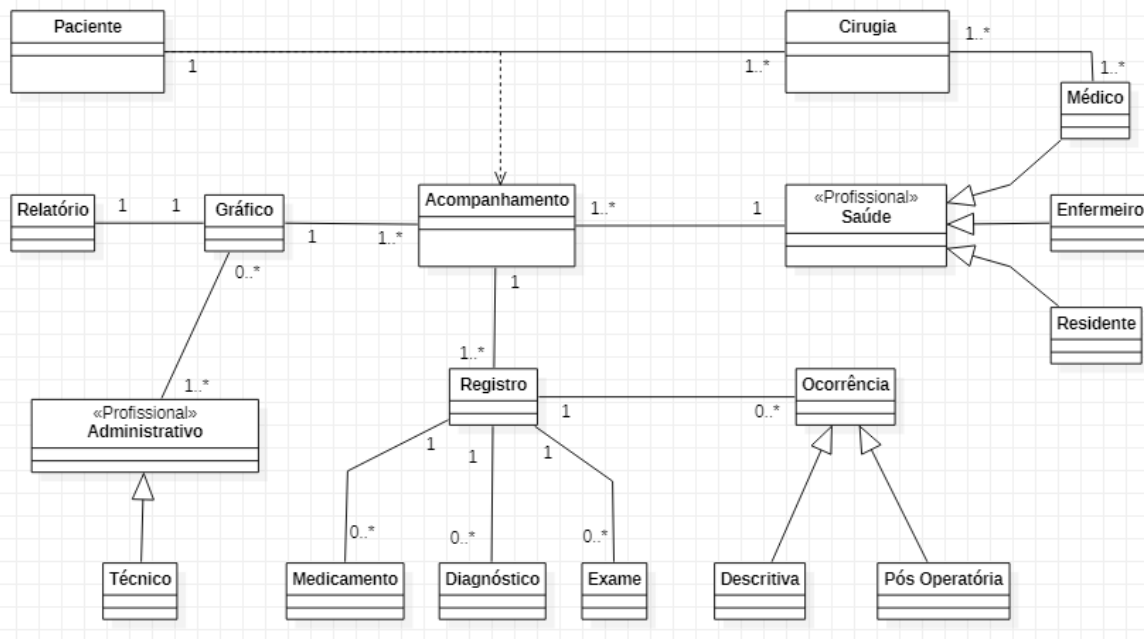 Paciente
Cirugia
1..*
1
1..*
1..*
Médico
Relatório
1
1
Gráfico
1
1..*
Acompanhamento
1..*
1
«Profissional»
Saúde
Enfermeiro
0..*
1
Residente
1..*
1..*
Registro
1
0..*
Ocorrência
«Profissional»
Administrativo
1
1
1
0..*
0..*
0..*
Técnico
Medicamento
Diagnóstico
Exame
Descritiva
Pós Operatória